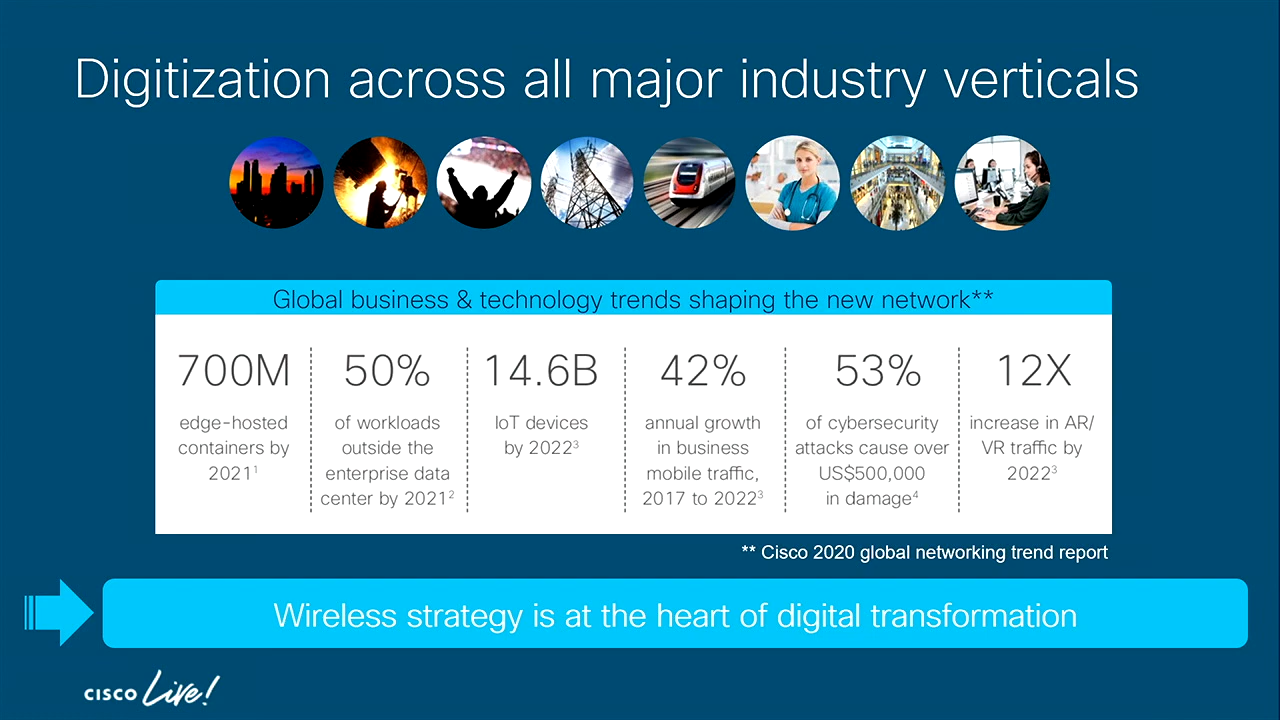 Digitization across all major industry verticals
Global business & technology trends shaping the new network**
700M
edge-hosted
containers by
2021¹
50%
of workloads
outside the
enterprise data
center by 2021²
14.6B
IoT devices
by 2022³
42%
annual growth
in business
mobile traffic,
2017 to 2022³
53%
of cybersecurity
attacks cause over
US$500,000
in damage⁴
12X
increase in AR/
VR traffic by
2022³
** Cisco 2020 global networking trend report
Wireless strategy is at the heart of digital transformation
CISCO Live!